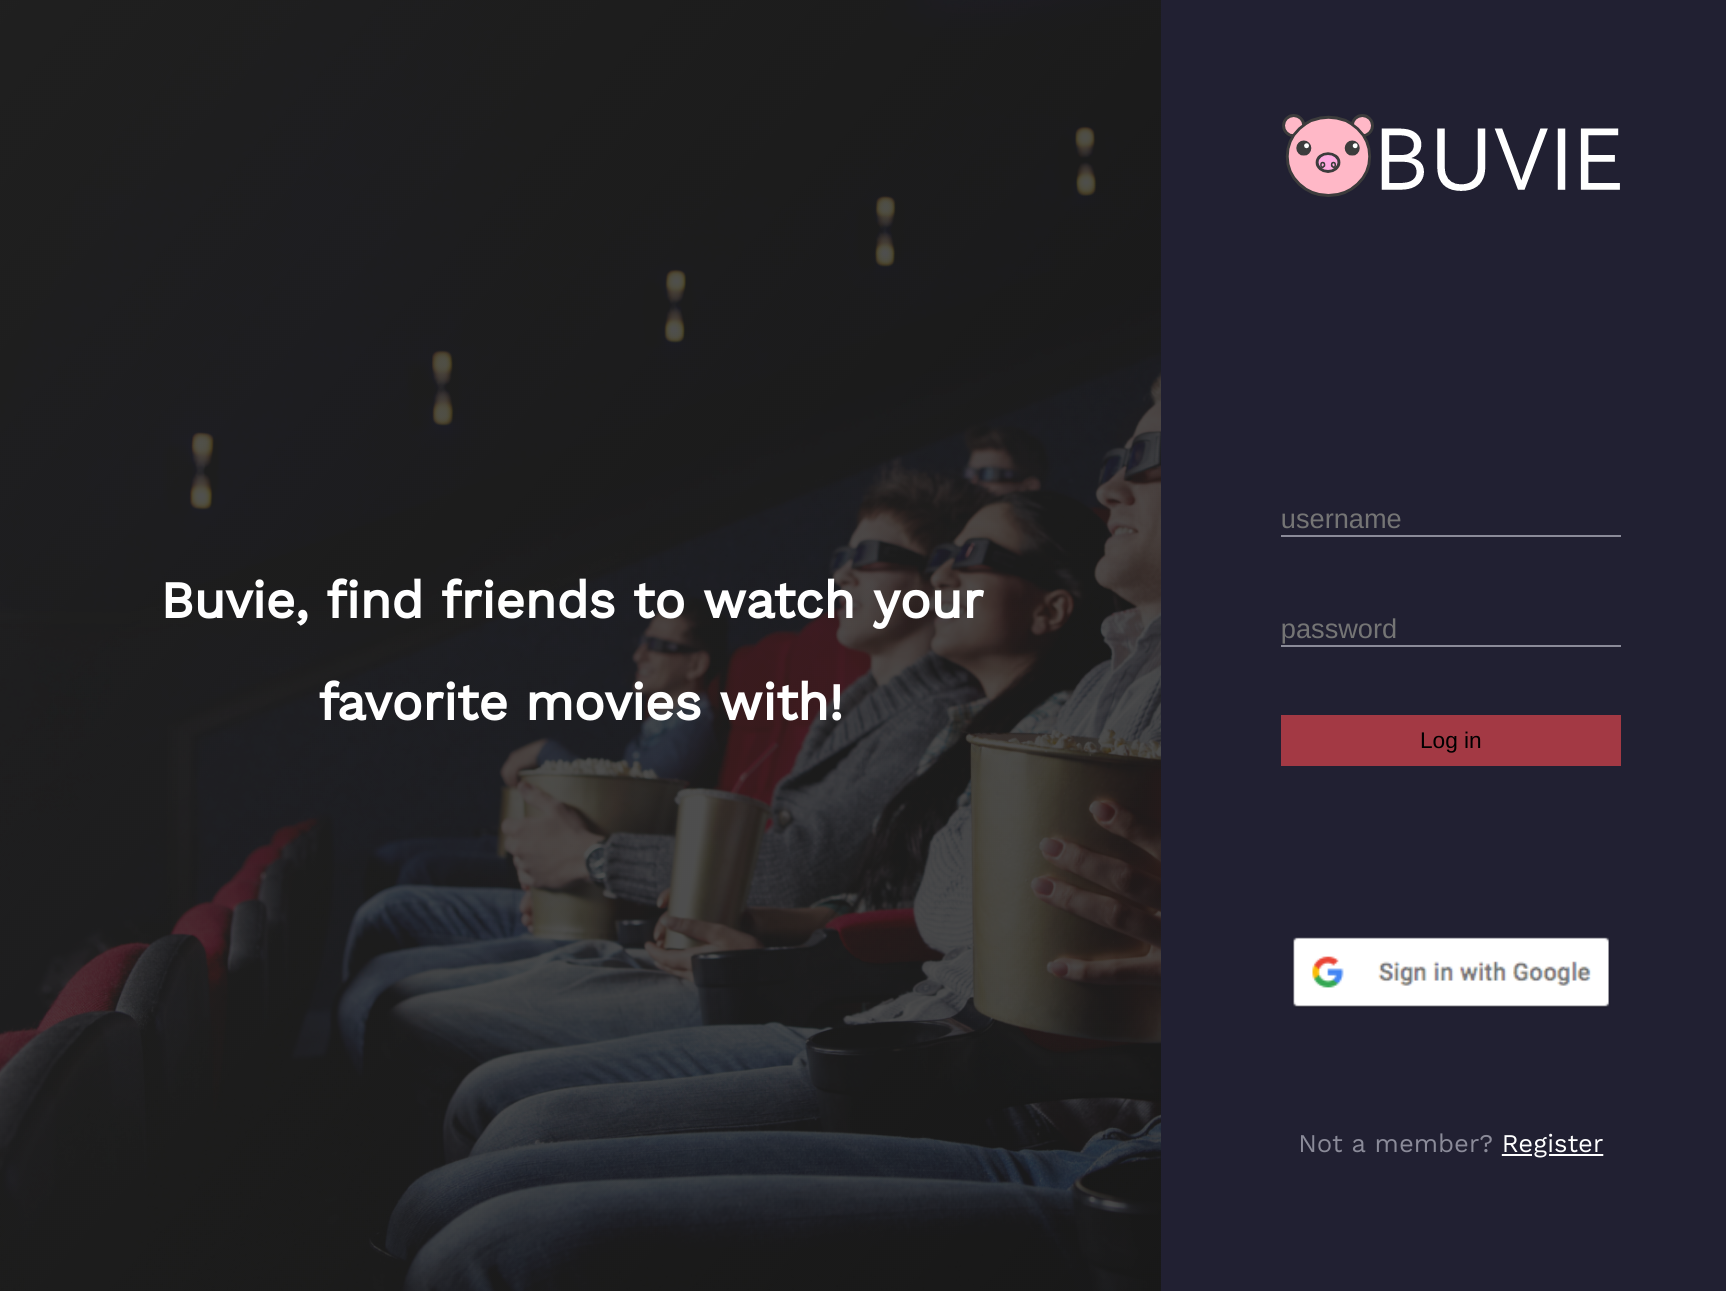 BUVIE
Buvie, find friends to watch your
favorite movies with!
username
password
Log in
Sign in with Google
Not a member? Register